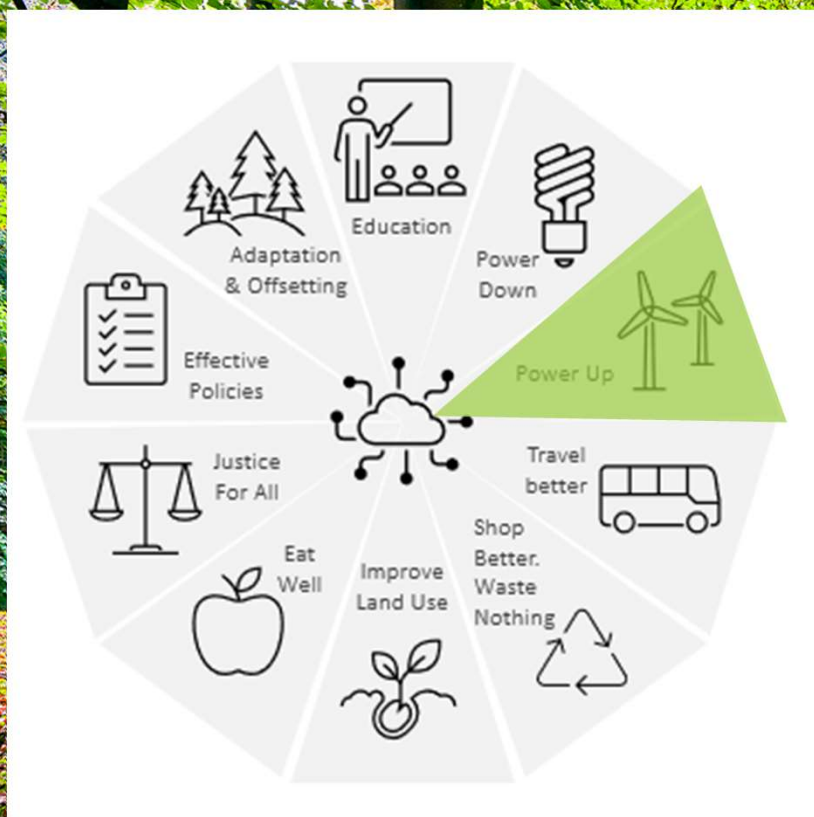 Education
Power
Down
Power Up
Travel
better
Shop
Better.
Waste
Nothing
Improve
Land Use
Eat
Well
Justice
For All
Effective
Policies
Adaptation
& Offsetting